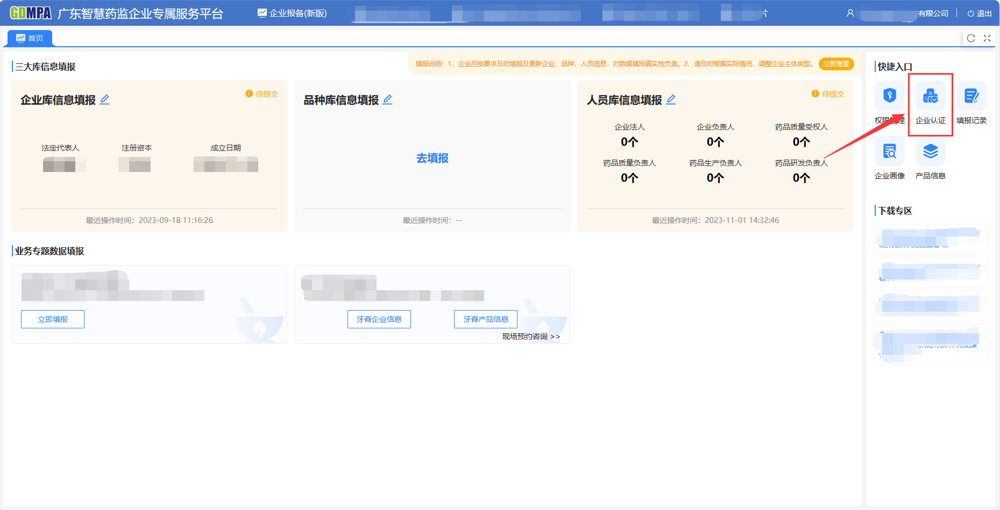 GDMPA 广东智慧药监企业专属服务平台
企业报备(新版)
有限公司
退出
首页
三大库信息填报
填报说明：1、企业应按要求及时填报及更新企业、品种、人员信息，对数据填报真实性负责。2、请及时根据实际情况，调整企业主体类型。
立即查看
企业库信息填报
待提交
法定代表人
注册资本
成立日期
最近操作时间：2023-09-18 11:16:26
品种库信息填报
去填报
最近操作时间：--
人员库信息填报
待提交
企业法人
企业负责人
药品质量受权人
0个
0个
0个
药品质量负责人
药品生产负责人
药品研发负责人
0个
0个
0个
最近操作时间：2023-11-01 14:32:46
业务专题数据填报
立即填报
牙膏企业信息
牙膏产品信息
现场预约咨询 >>
快捷入口
企业认证
填报记录
企业画像
产品信息
下载专区